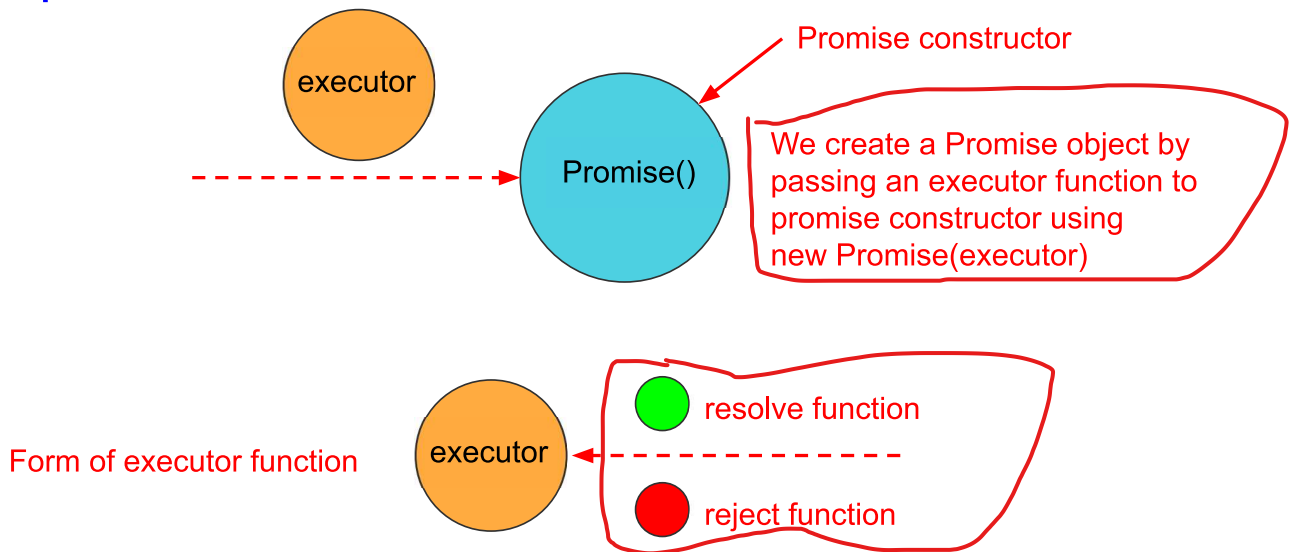 Promise constructor
executor
Promise()
We create a Promise object by
passing an executor function to
promise constructor using
new Promise(executor)
resolve function
executor
Form of executor function
reject function